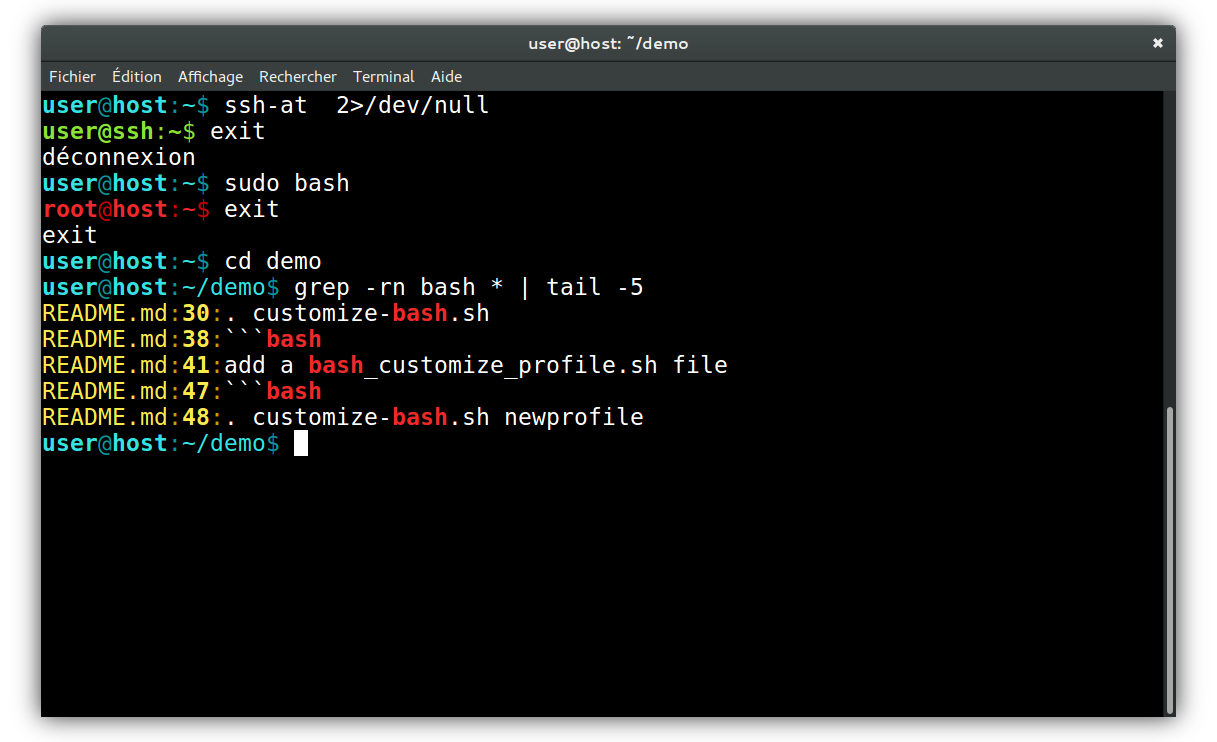 user@host: ~/demo
Fichier Édition Affichage Rechercher Terminal Aide
user@host:~$ ssh-at  2>/dev/null
user@ssh:~$ exit
déconnexion
user@host:~$ sudo bash
root@host:~$ exit
exit
user@host:~$ cd demo
user@host:~/demo$ grep -rn bash * | tail -5
README.md:30:. customize-bash.sh
README.md:38:```bash
README.md:41:add a bash_customize_profile.sh file
README.md:47:```bash
README.md:48:. customize-bash.sh newprofile
user@host:~/demo$